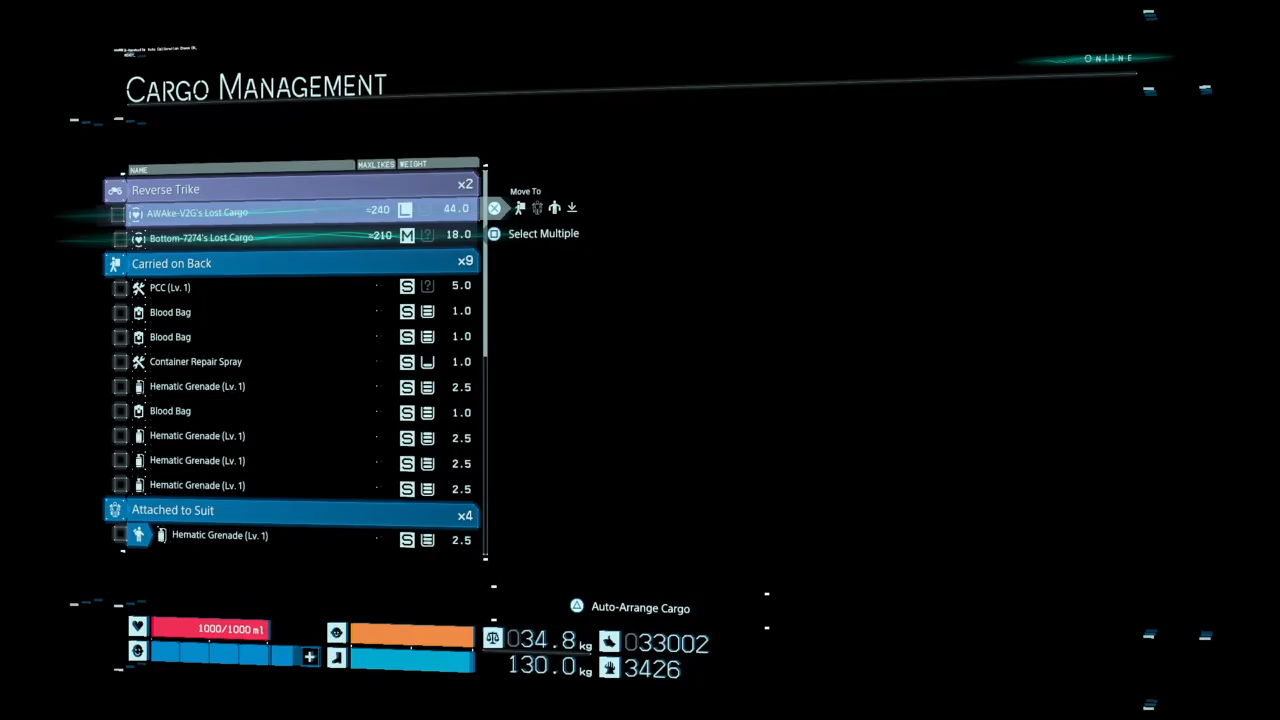 ONLINE
CARGO MANAGEMENT
NAME MAXLIKES WEIGHT
Reverse Trike x2
AWAke-V2G's Lost Cargo ≈240 L 44.0
Bottom-7274's Lost Cargo ≈210 M ? 18.0
Carried on Back x9
PCC (Lv. 1) S ? 5.0
Blood Bag S 1.0
Blood Bag S 1.0
Container Repair Spray S 1.0
Hematic Grenade (Lv. 1) S 2.5
Blood Bag S 1.0
Hematic Grenade (Lv. 1) S 2.5
Hematic Grenade (Lv. 1) S 2.5
Hematic Grenade (Lv. 1) S 2.5
Attached to Suit x4
Hematic Grenade (Lv. 1) S 2.5
Move To
Select Multiple
Auto-Arrange Cargo
1000/1000 ml
034.8 kg 033002
130.0 kg 3426